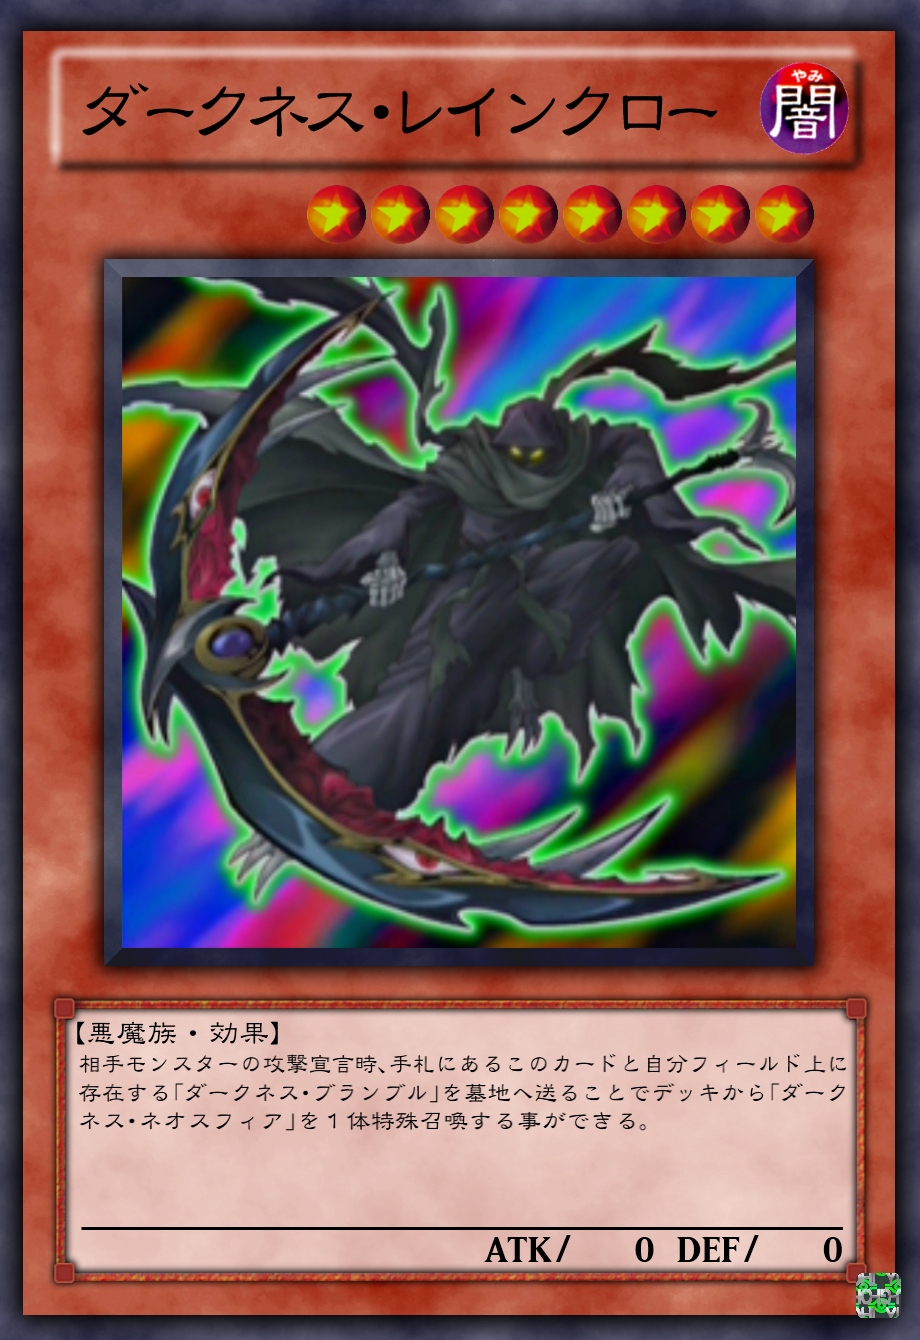 ダークネス・レインクロー
やみ
闇
【悪魔族・効果】
相手モンスターの攻撃宣言時、手札にあるこのカードと自分フィールド上に
存在する「ダークネス・ブランブル」を墓地へ送ることでデッキから「ダーク
ネス・ネオスフィア」を１体特殊召喚する事ができる。
ATK/ 0 DEF/ 0